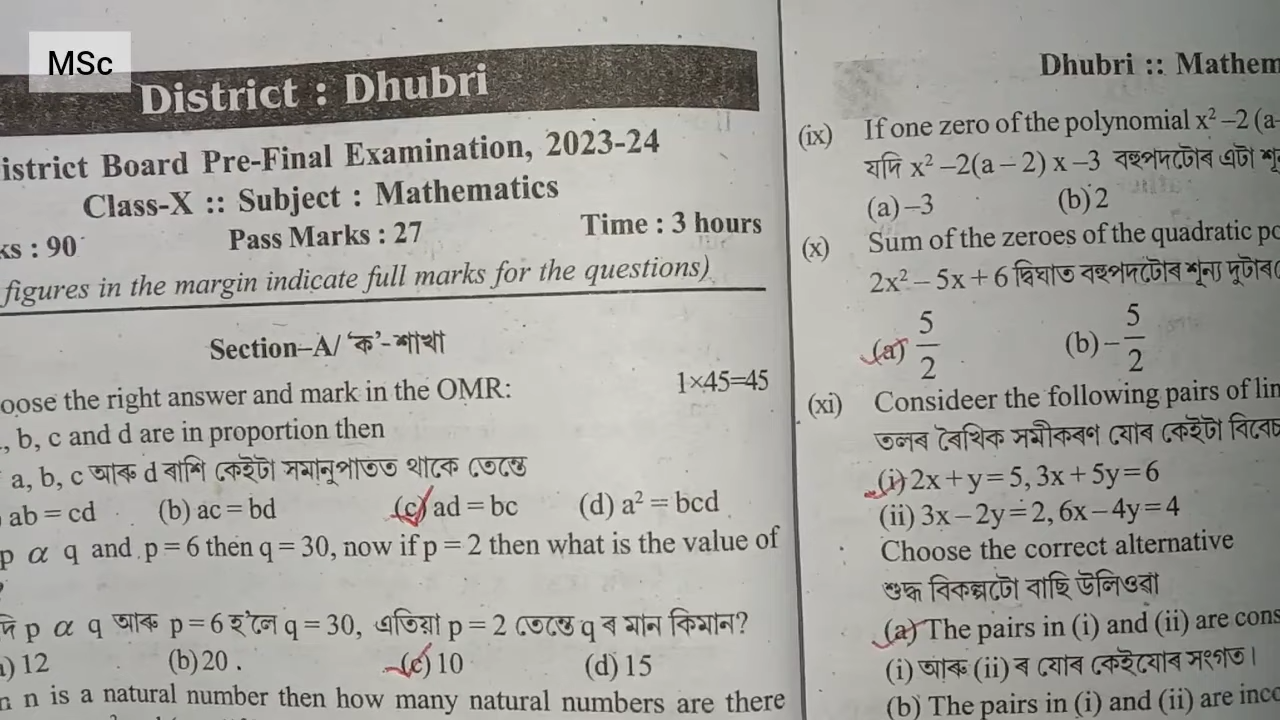 MSc
District : Dhubri
istrict Board Pre-Final Examination, 2023-24
Class-X :: Subject : Mathematics
ks : 90 Pass Marks : 27 Time : 3 hours
figures in the margin indicate full marks for the questions)
Section–A/ ‘ক’-শাখা
oose the right answer and mark in the OMR: 1×45=45
, b, c and d are in proportion then
a, b, c আৰু d ৰাশি কেইটা সমানুপাতত থাকে তেন্তে
ab = cd (b) ac = bd (c) ad = bc (d) a² = bcd
p α q and p = 6 then q = 30, now if p = 2 then what is the value of
?
দি p α q আৰু p = 6 হ'লে q = 30, এতিয়া p = 2 তেন্তে q ৰ মান কিমান?
) 12 (b) 20 . (c) 10 (d) 15
n is a natural number then how many natural numbers are there
Dhubri :: Mathem
(ix) If one zero of the polynomial x² –2 (a–
যদি x² –2(a – 2) x –3 বহুপদটোৰ এটা শূ
(a) –3 (b) 2
(x) Sum of the zeroes of the quadratic po
2x² – 5x + 6 দ্বিঘাত বহুপদটোৰ শূন্য দুটাৰ
(a) 5/2 (b) – 5/2
(xi) Consideer the following pairs of lin
তলৰ ৰৈখিক সমীকৰণ যোৰ কেইটা বিবেচ
(i) 2x + y = 5, 3x + 5y = 6
(ii) 3x – 2y = 2, 6x – 4y = 4
Choose the correct alternative
শুদ্ধ বিকল্পটো বাছি উলিওৱা
(a) The pairs in (i) and (ii) are cons
(i) আৰু (ii) ৰ যোৰ কেইযোৰ সংগত।
(b) The pairs in (i) and (ii) are inco